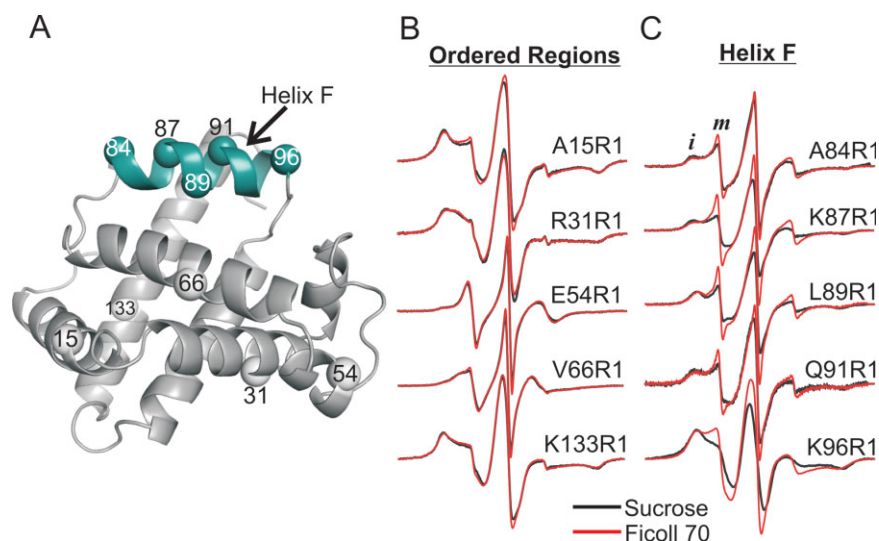 A
B
C
Ordered Regions
Helix F
Helix F
84
87
91
89
96
66
133
15
31
54
A15R1
R31R1
E54R1
V66R1
K133R1
i
m
A84R1
K87R1
L89R1
Q91R1
K96R1
Sucrose
Ficoll 70